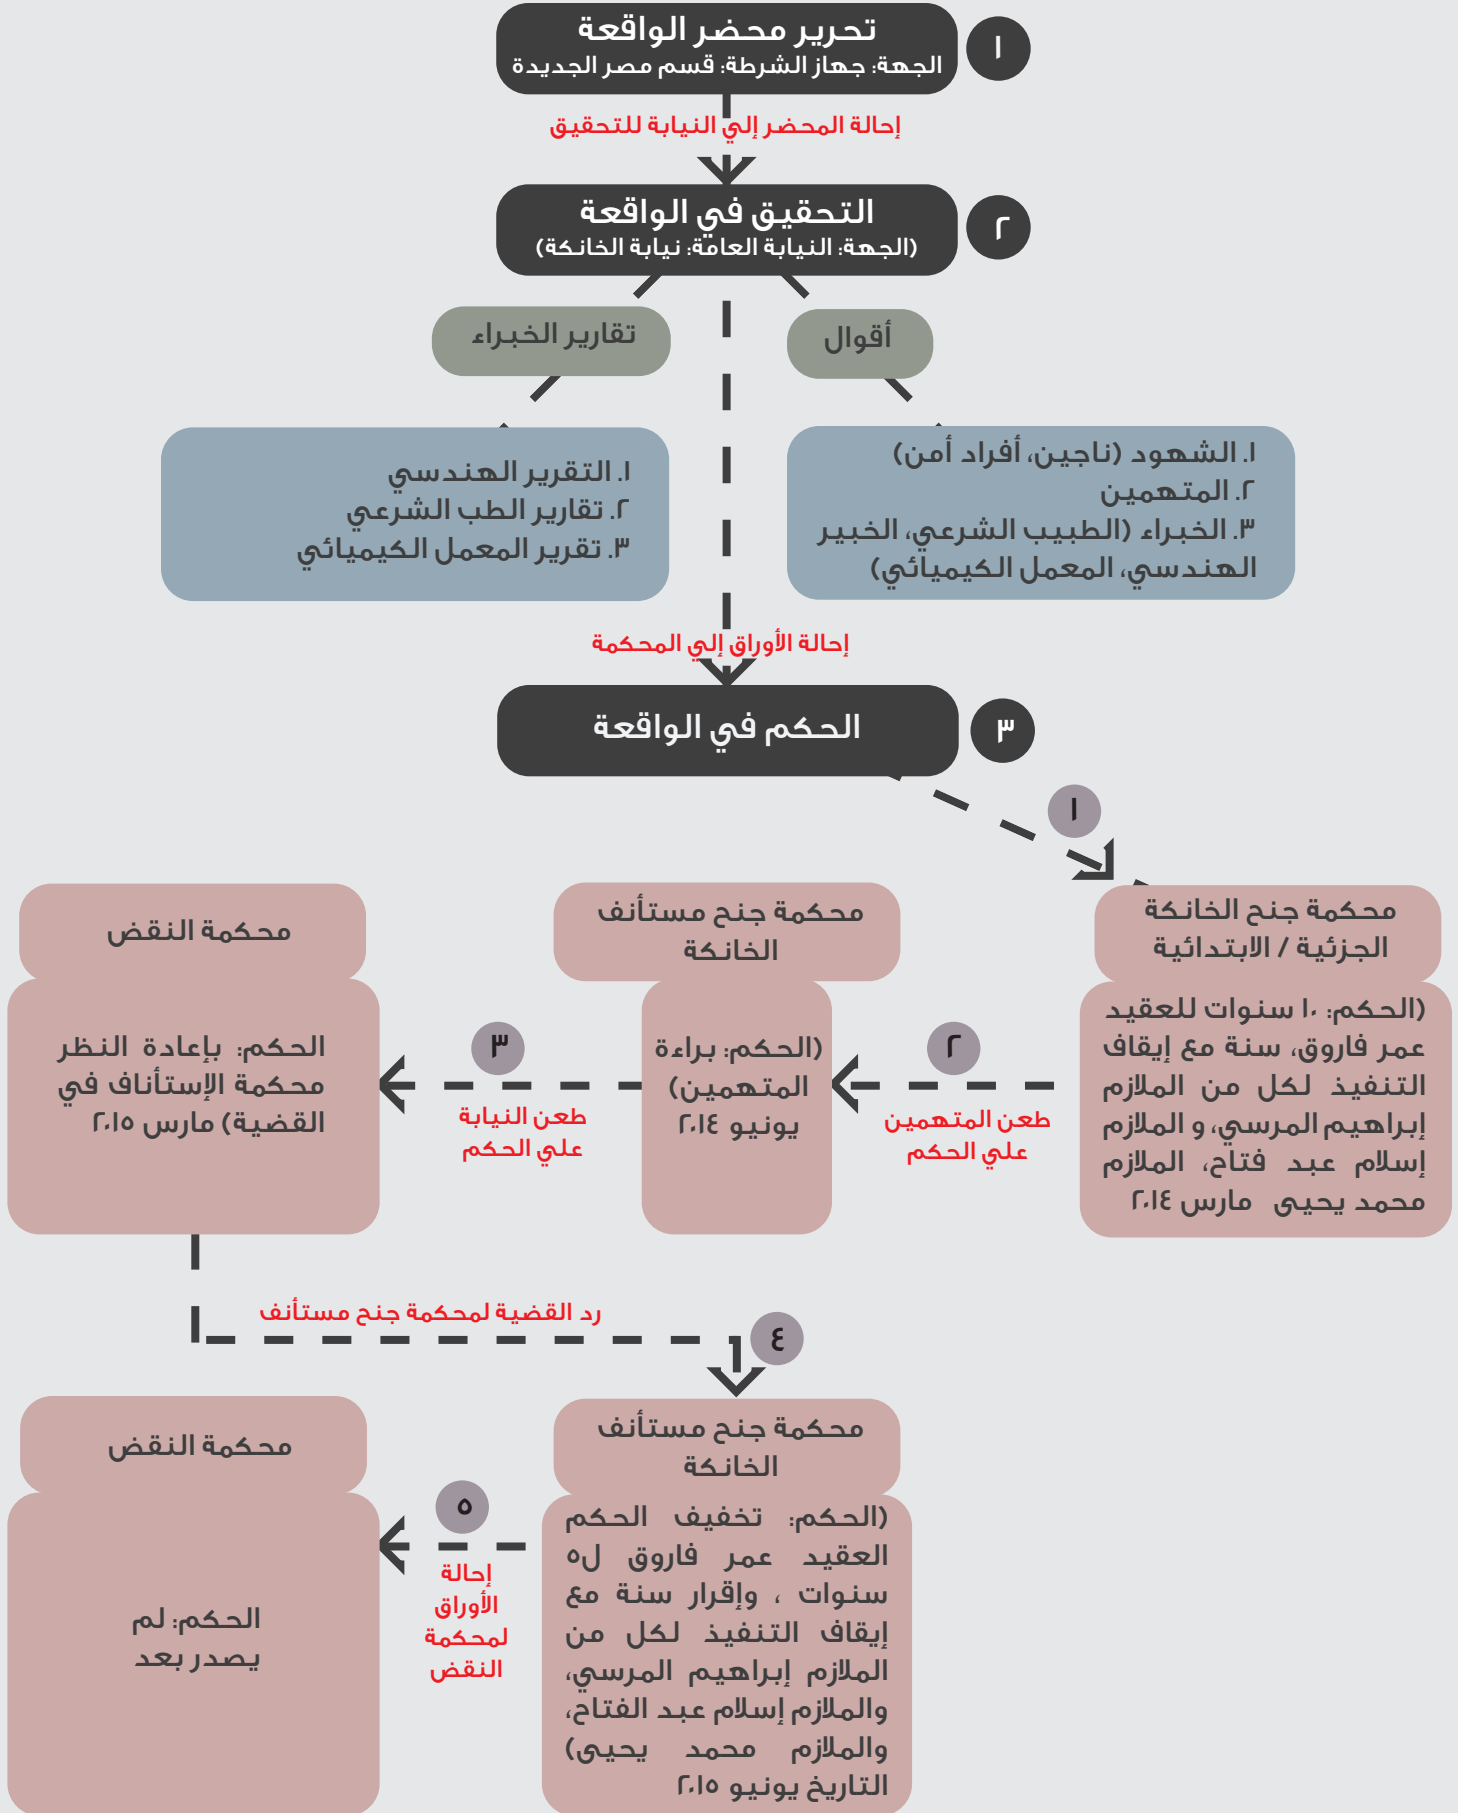 تحرير محضر الواقعة
الجهة: جهاز الشرطة: قسم مصر الجديدة
١
إحالة المحضر إلي النيابة للتحقيق
التحقيق في الواقعة
(الجهة: النيابة العامة: نيابة الخانكة)
٢
أقوال
تقارير الخبراء
١. الشهود (ناجين، أفراد أمن)
٢. المتهمين
٣. الخبراء (الطبيب الشرعي، الخبير
الهندسي، المعمل الكيميائي)
١. التقرير الهندسي
٢. تقارير الطب الشرعي
٣. تقرير المعمل الكيميائي
إحالة الأوراق إلي المحكمة
الحكم في الواقعة
٣
١
محكمة جنح الخانكة
الجزئية / الابتدائية
(الحكم: ١٠ سنوات للعقيد
عمر فاروق، سنة مع إيقاف
التنفيذ لكل من الملازم
إبراهيم المرسي، و الملازم
إسلام عبد فتاح، الملازم
محمد يحيى مارس ٢٠١٤
٢
طعن المتهمين
علي الحكم
محكمة جنح مستأنف
الخانكة
(الحكم: براءة
المتهمين)
يونيو ٢٠١٤
٣
طعن النيابة
علي الحكم
محكمة النقض
الحكم: بإعادة النظر
محكمة الإستأناف في
القضية) مارس ٢٠١٥
رد القضية لمحكمة جنح مستأنف
٤
محكمة جنح مستأنف
الخانكة
(الحكم: تخفيف الحكم
العقيد عمر فاروق ل٥
سنوات ، وإقرار سنة مع
إيقاف التنفيذ لكل من
الملازم إبراهيم المرسي،
والملازم إسلام عبد الفتاح،
والملازم محمد يحيى)
التاريخ يونيو ٢٠١٥
٥
إحالة
الأوراق
لمحكمة
النقض
محكمة النقض
الحكم: لم
يصدر بعد